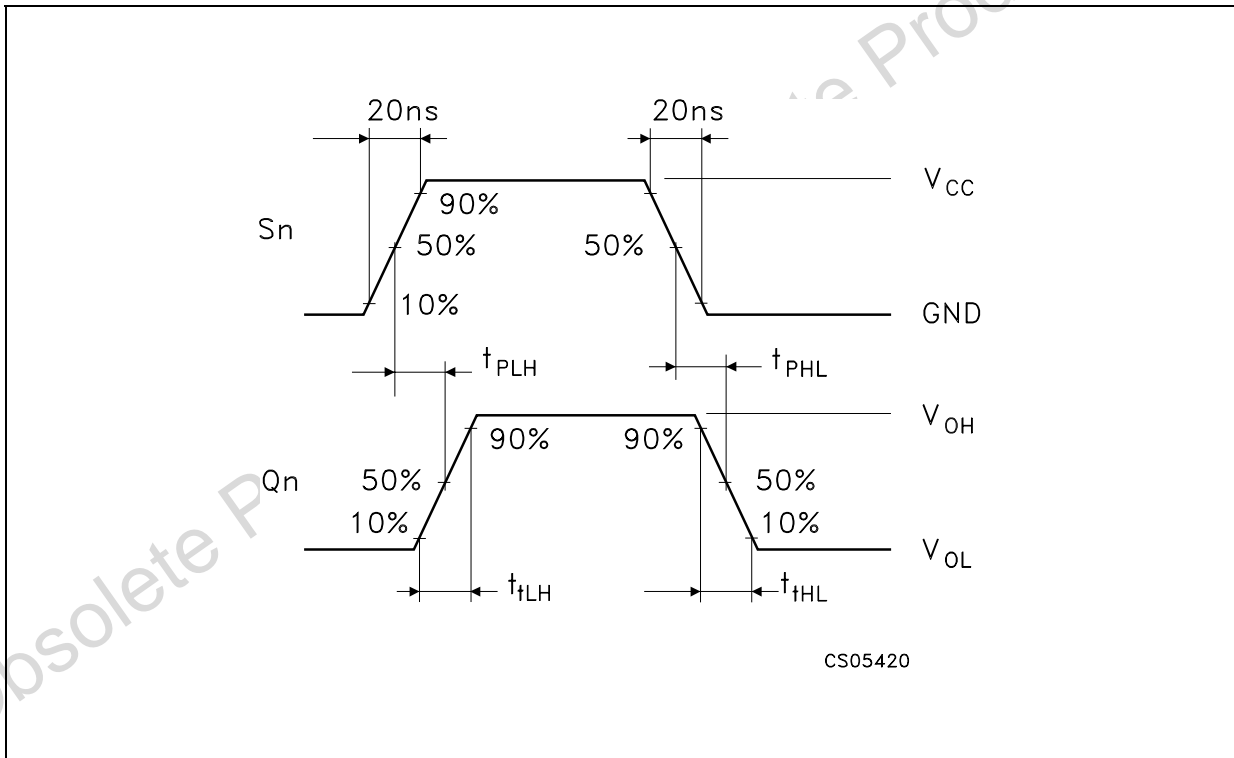 20ns 20ns
V_CC
90%
Sn 50% 50%
10% GND
t_PLH t_PHL
V_OH
90% 90%
Qn 50% 50%
10% 10%
V_OL
t_tLH t_tHL
CS05420